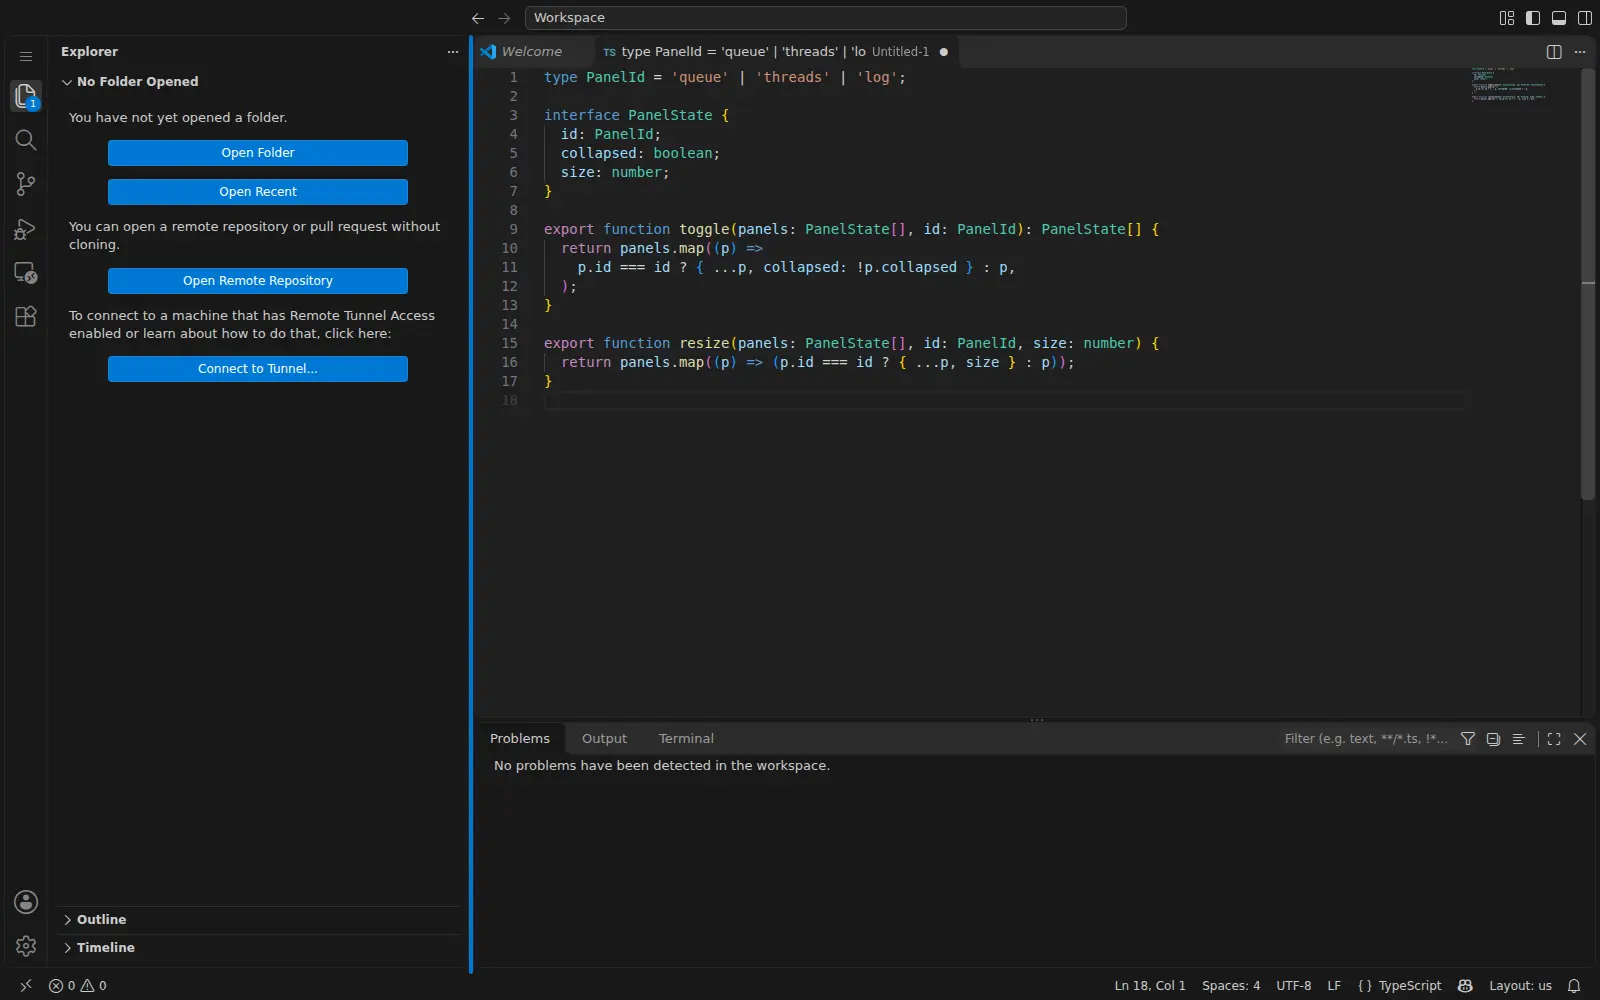 Workspace
Explorer
No Folder Opened
1
You have not yet opened a folder.
Open Folder
Open Recent
You can open a remote repository or pull request without
cloning.
Open Remote Repository
To connect to a machine that has Remote Tunnel Access
enabled or learn about how to do that, click here:
Connect to Tunnel...
Outline
Timeline
Welcome
TS type PanelId = 'queue' | 'threads' | 'lo Untitled-1
1 type PanelId = 'queue' | 'threads' | 'log';
2
3 interface PanelState {
4 id: PanelId;
5 collapsed: boolean;
6 size: number;
7 }
8
9 export function toggle(panels: PanelState[], id: PanelId): PanelState[] {
10 return panels.map((p) =>
11 p.id === id ? { ...p, collapsed: !p.collapsed } : p,
12 );
13 }
14
15 export function resize(panels: PanelState[], id: PanelId, size: number) {
16 return panels.map((p) => (p.id === id ? { ...p, size } : p));
17 }
18
Problems Output Terminal
Filter (e.g. text, **/*.ts, !*...
No problems have been detected in the workspace.
0 0
Ln 18, Col 1 Spaces: 4 UTF-8 LF { } TypeScript Layout: us